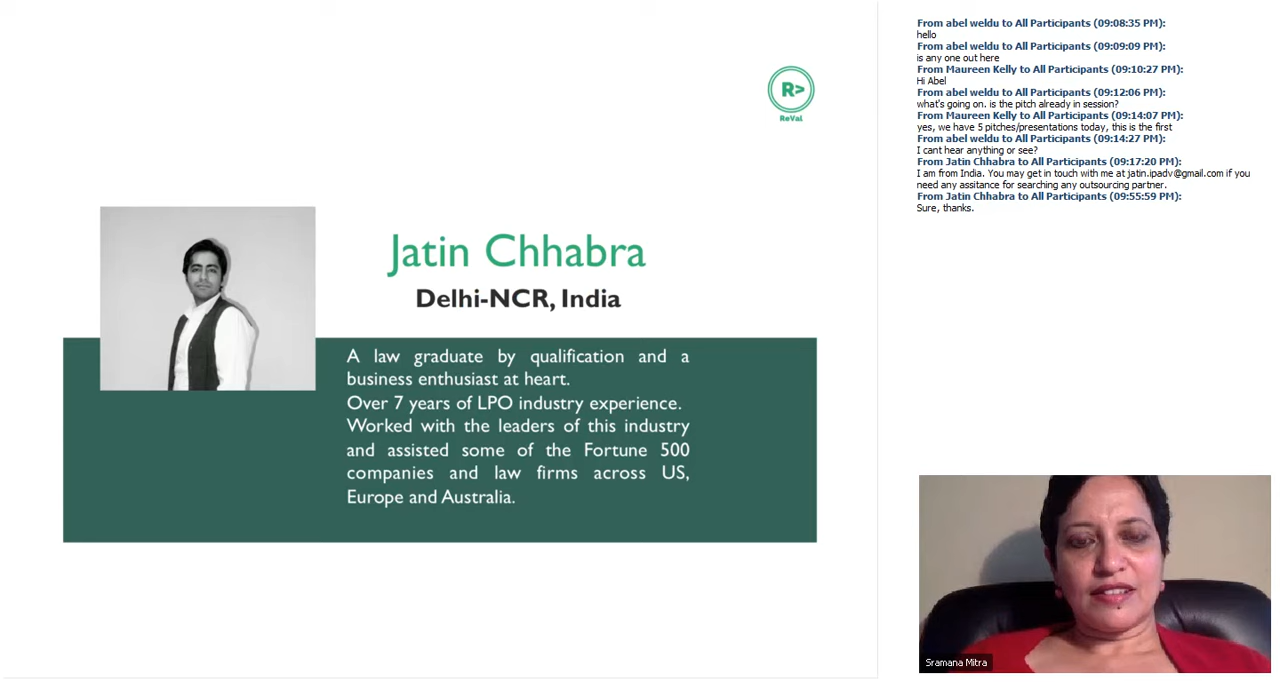 R>
ReVal
Jatin Chhabra
Delhi-NCR, India
A law graduate by qualification and a
business enthusiast at heart.
Over 7 years of LPO industry experience.
Worked with the leaders of this industry
and assisted some of the Fortune 500
companies and law firms across US,
Europe and Australia.
From abel weldu to All Participants (09:08:35 PM):
hello
From abel weldu to All Participants (09:09:09 PM):
is any one out here
From Maureen Kelly to All Participants (09:10:27 PM):
Hi Abel
From abel weldu to All Participants (09:12:06 PM):
what's going on. is the pitch already in session?
From Maureen Kelly to All Participants (09:14:07 PM):
yes, we have 5 pitches/presentations today, this is the first
From abel weldu to All Participants (09:14:27 PM):
I cant hear anything or see?
From Jatin Chhabra to All Participants (09:17:20 PM):
I am from India. You may get in touch with me at jatin.ipadv@gmail.com if you
need any assitance for searching any outsourcing partner.
From Jatin Chhabra to All Participants (09:55:59 PM):
Sure, thanks.
Sramana Mitra